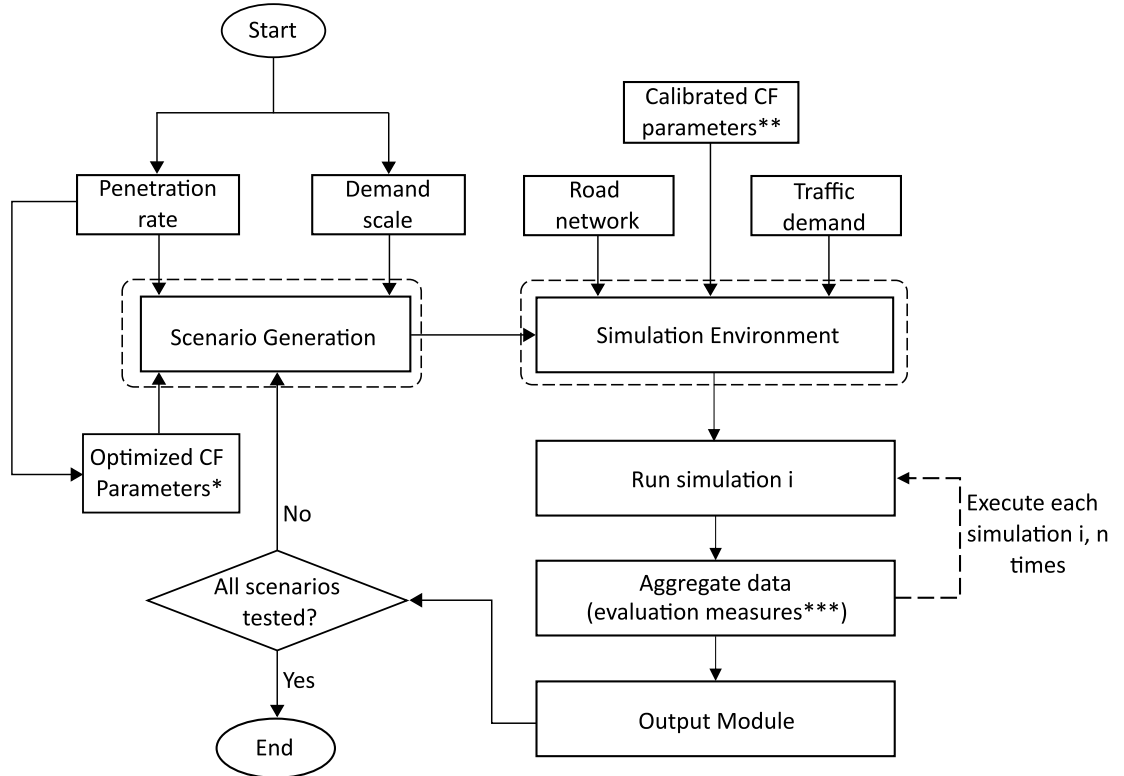 Start
Calibrated CF
parameters**
Penetration
rate
Demand
scale
Road
network
Traffic
demand
Scenario Generation
Simulation Environment
Optimized CF
Parameters*
Run simulation i
Execute each
simulation i, n
times
No
All scenarios
tested?
Aggregate data
(evaluation measures***)
Yes
Output Module
End